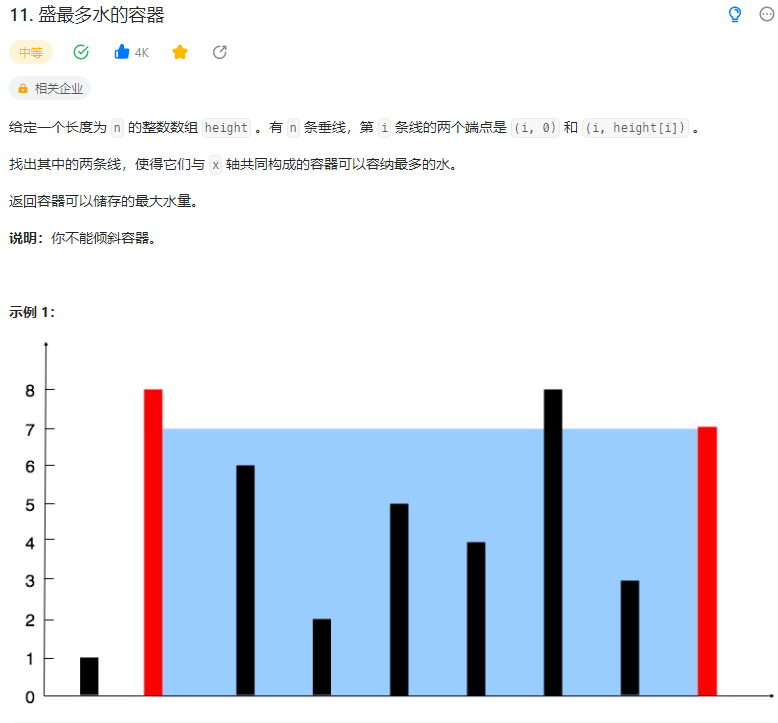 11. 盛最多水的容器
中等 4K
相关企业
给定一个长度为 n 的整数数组 height 。有 n 条垂线，第 i 条线的两个端点是 (i, 0) 和 (i, height[i]) 。
找出其中的两条线，使得它们与 x 轴共同构成的容器可以容纳最多的水。
返回容器可以储存的最大水量。
说明：你不能倾斜容器。
示例 1：
8
7
6
5
4
3
2
1
0